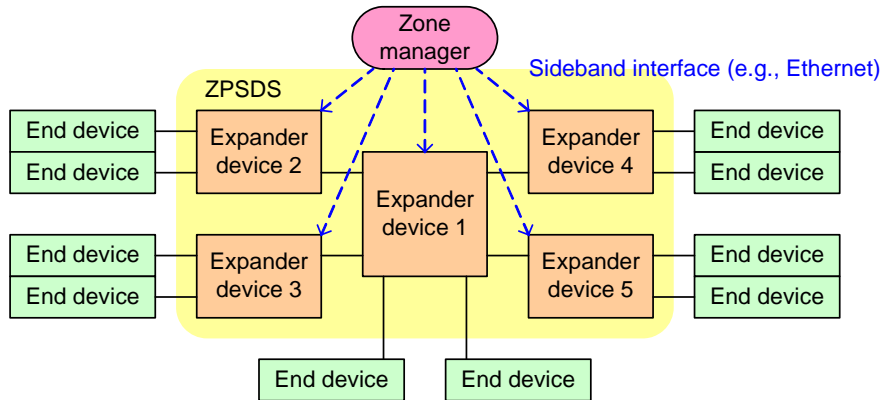 Zone
manager
Sideband interface (e.g., Ethernet)
ZPSDS
End device
End device
Expander
device 2
Expander
device 4
End device
End device
Expander
device 1
End device
End device
Expander
device 3
Expander
device 5
End device
End device
End device
End device